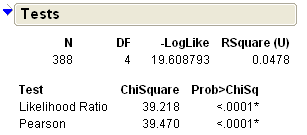 Tests
N DF -LogLike RSquare (U)
388 4 19.608793 0.0478
Test ChiSquare Prob>ChiSq
Likelihood Ratio 39.218 <.0001*
Pearson 39.470 <.0001*